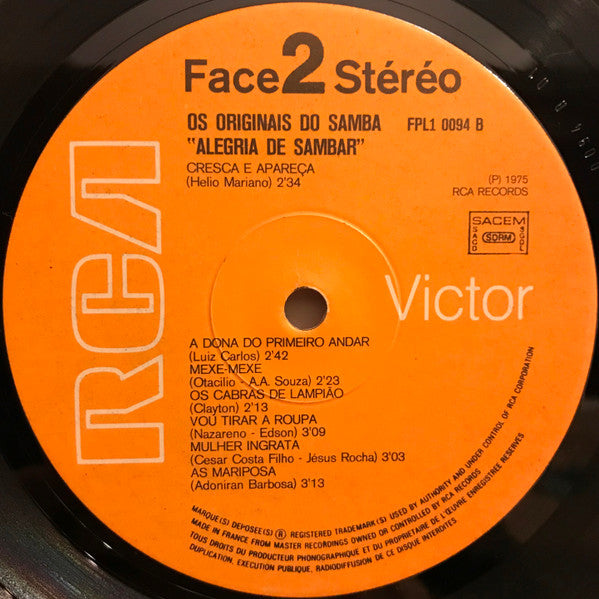 Face 2 Stéréo
OS ORIGINAIS DO SAMBA FPL1 0094 B
"ALEGRIA DE SAMBAR"
CRESCA E APAREÇA
(Helio Mariano) 2'34
(P) 1975
RCA RECORDS
SACEM
SACD SDRM SGDL
RCA
Victor
A DONA DO PRIMEIRO ANDAR
(Luiz Carlos) 2'42
MEXE-MEXE
(Otacilio - A.A. Souza) 2'23
OS CABRAS DE LAMPIÃO
(Clayton) 2'13
VOU TIRAR A ROUPA
(Nazareno - Edson) 3'09
MULHER INGRATA
(Cesar Costa Filho - Jésus Rocha) 3'03
AS MARIPOSA
(Adoniran Barbosa) 3'13
MARQUE(S) DEPOSEE(S) ® REGISTERED TRADEMARK(S) USED BY AUTHORITY AND UNDER CONTROL OF RCA CORPORATION
MADE IN FRANCE FROM MASTER RECORDINGS OWNED OR CONTROLLED BY RCA RECORDS
TOUS DROITS DU PRODUCTEUR PHONOGRAPHIQUE ET DU PROPRIETAIRE DE L'ŒUVRE ENREGISTREE RESERVES
DUPLICATION, EXECUTION PUBLIQUE, RADIODIFFUSION DE CE DISQUE INTERDITES